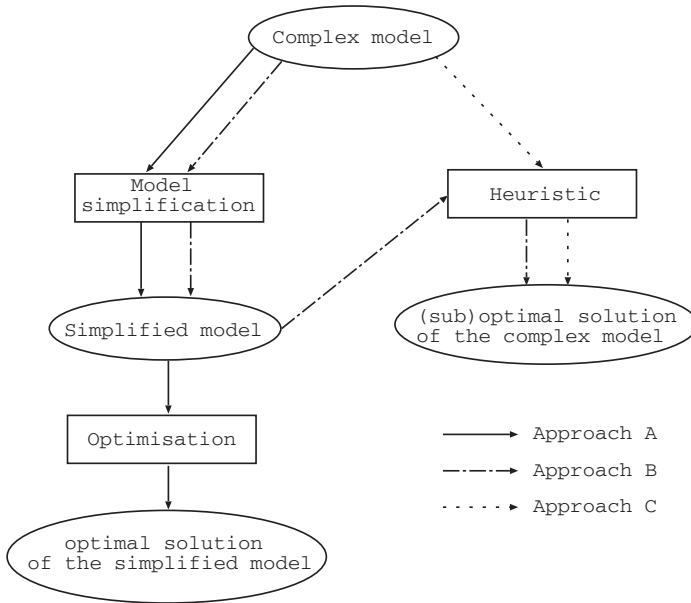 Complex model
Model
simplification
Heuristic
Simplified model
(sub)optimal solution
of the complex model
Optimisation
optimal solution
of the simplified model
Approach A
Approach B
Approach C